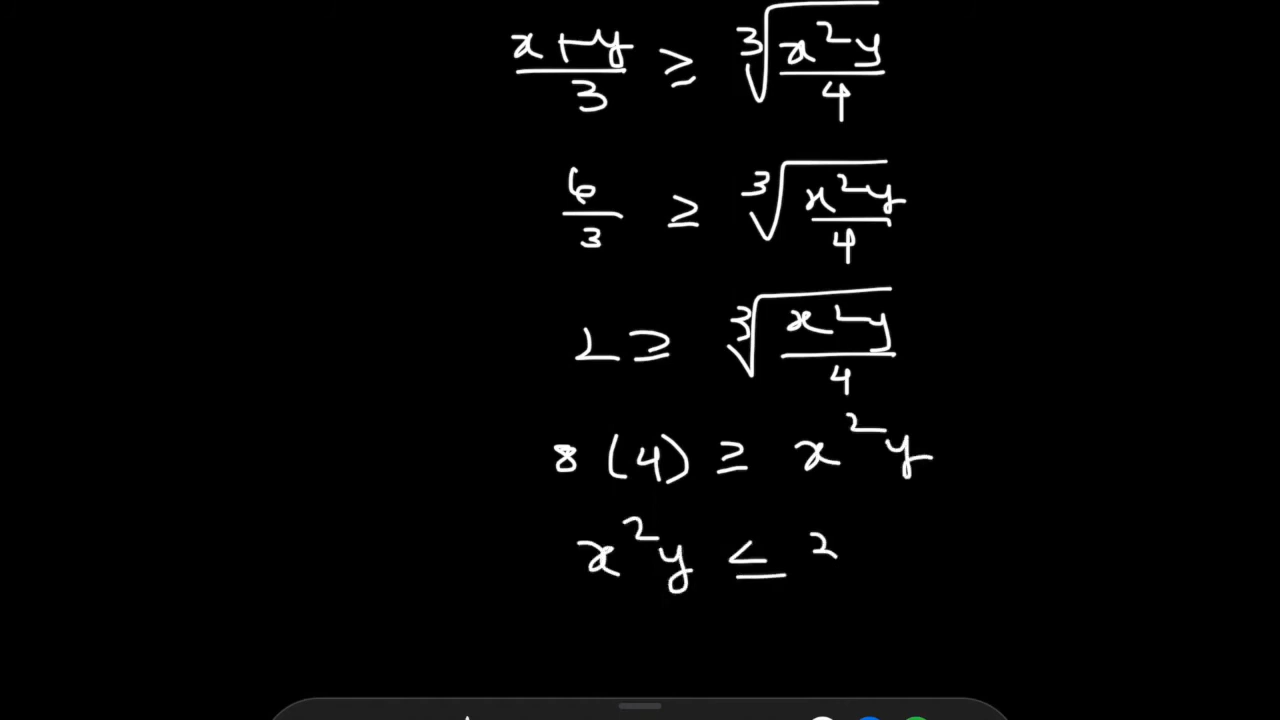 (x+y)/3 ≥ ∛(x²y/4)
6/3 ≥ ∛(x²y/4)
2 ≥ ∛(x²y/4)
8(4) ≥ x²y
x²y ≤ 3